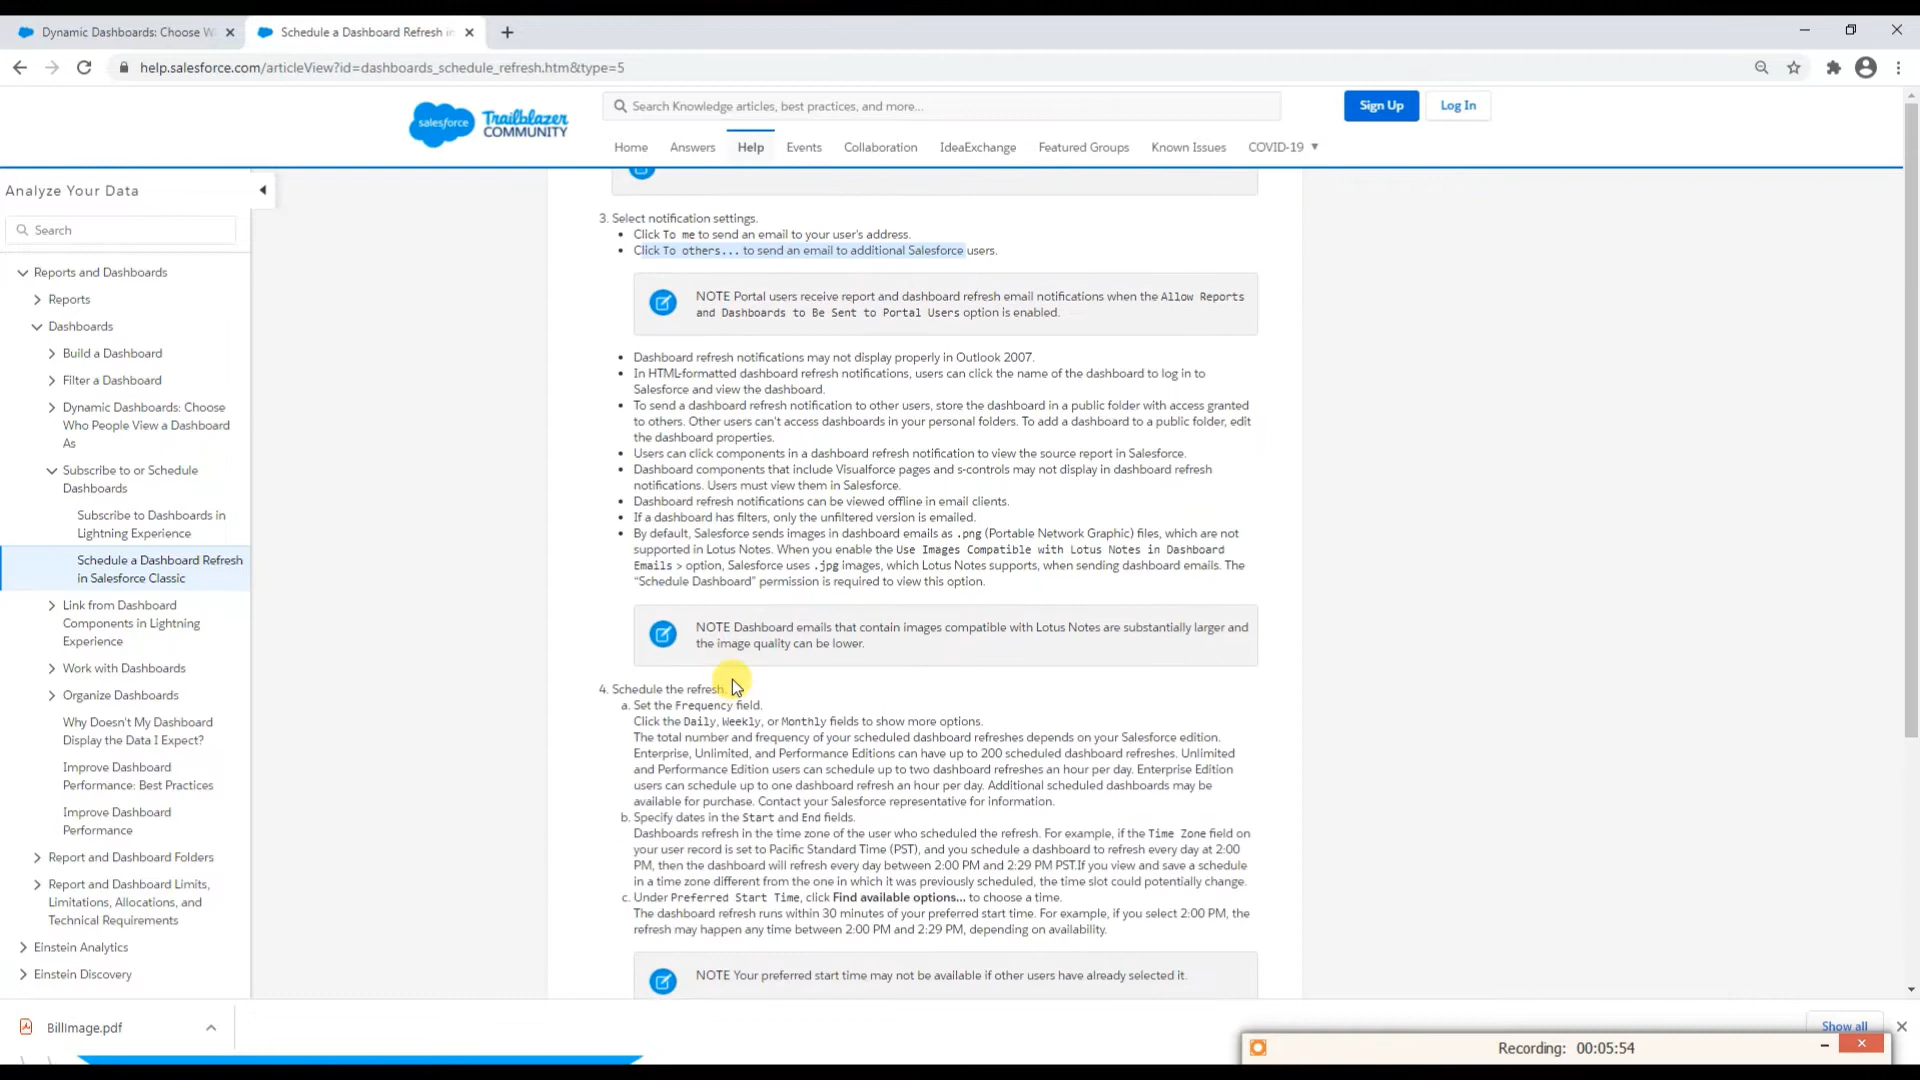 Dynamic Dashboards: Choose W
Schedule a Dashboard Refresh in
help.salesforce.com/articleView?id=dashboards_schedule_refresh.htm&type=5
salesforce
Trailblazer
COMMUNITY
Search Knowledge articles, best practices, and more...
Sign Up
Log In
Home
Answers
Help
Events
Collaboration
IdeaExchange
Featured Groups
Known Issues
COVID-19
Analyze Your Data
Search
Reports and Dashboards
Reports
Dashboards
Build a Dashboard
Filter a Dashboard
Dynamic Dashboards: Choose
Who People View a Dashboard
As
Subscribe to or Schedule
Dashboards
Subscribe to Dashboards in
Lightning Experience
Schedule a Dashboard Refresh
in Salesforce Classic
Link from Dashboard
Components in Lightning
Experience
Work with Dashboards
Organize Dashboards
Why Doesn't My Dashboard
Display the Data I Expect?
Improve Dashboard
Performance: Best Practices
Improve Dashboard
Performance
Report and Dashboard Folders
Report and Dashboard Limits,
Limitations, Allocations, and
Technical Requirements
Einstein Analytics
Einstein Discovery
3. Select notification settings.
• Click To me to send an email to your user's address.
• Click To others... to send an email to additional Salesforce users.
NOTE Portal users receive report and dashboard refresh email notifications when the Allow Reports
and Dashboards to Be Sent to Portal Users option is enabled.
• Dashboard refresh notifications may not display properly in Outlook 2007.
• In HTML-formatted dashboard refresh notifications, users can click the name of the dashboard to log in to
Salesforce and view the dashboard.
• To send a dashboard refresh notification to other users, store the dashboard in a public folder with access granted
to others. Other users can't access dashboards in your personal folders. To add a dashboard to a public folder, edit
the dashboard properties.
• Users can click components in a dashboard refresh notification to view the source report in Salesforce.
• Dashboard components that include Visualforce pages and s-controls may not display in dashboard refresh
notifications. Users must view them in Salesforce.
• Dashboard refresh notifications can be viewed offline in email clients.
• If a dashboard has filters, only the unfiltered version is emailed.
• By default, Salesforce sends images in dashboard emails as .png (Portable Network Graphic) files, which are not
supported in Lotus Notes. When you enable the Use Images Compatible with Lotus Notes in Dashboard
Emails > option, Salesforce uses .jpg images, which Lotus Notes supports, when sending dashboard emails. The
“Schedule Dashboard” permission is required to view this option.
NOTE Dashboard emails that contain images compatible with Lotus Notes are substantially larger and
the image quality can be lower.
4. Schedule the refresh.
a. Set the Frequency field.
Click the Daily, Weekly, or Monthly fields to show more options.
The total number and frequency of your scheduled dashboard refreshes depends on your Salesforce edition.
Enterprise, Unlimited, and Performance Editions can have up to 200 scheduled dashboard refreshes. Unlimited
and Performance Edition users can schedule up to two dashboard refreshes an hour per day. Enterprise Edition
users can schedule up to one dashboard refresh an hour per day. Additional scheduled dashboards may be
available for purchase. Contact your Salesforce representative for information.
b. Specify dates in the Start and End fields.
Dashboards refresh in the time zone of the user who scheduled the refresh. For example, if the Time Zone field on
your user record is set to Pacific Standard Time (PST), and you schedule a dashboard to refresh every day at 2:00
PM, then the dashboard will refresh every day between 2:00 PM and 2:29 PM PST.If you view and save a schedule
in a time zone different from the one in which it was previously scheduled, the time slot could potentially change.
c. Under Preferred Start Time, click Find available options... to choose a time.
The dashboard refresh runs within 30 minutes of your preferred start time. For example, if you select 2:00 PM, the
refresh may happen any time between 2:00 PM and 2:29 PM, depending on availability.
NOTE Your preferred start time may not be available if other users have already selected it.
BillImage.pdf
Show all
Recording: 00:05:54